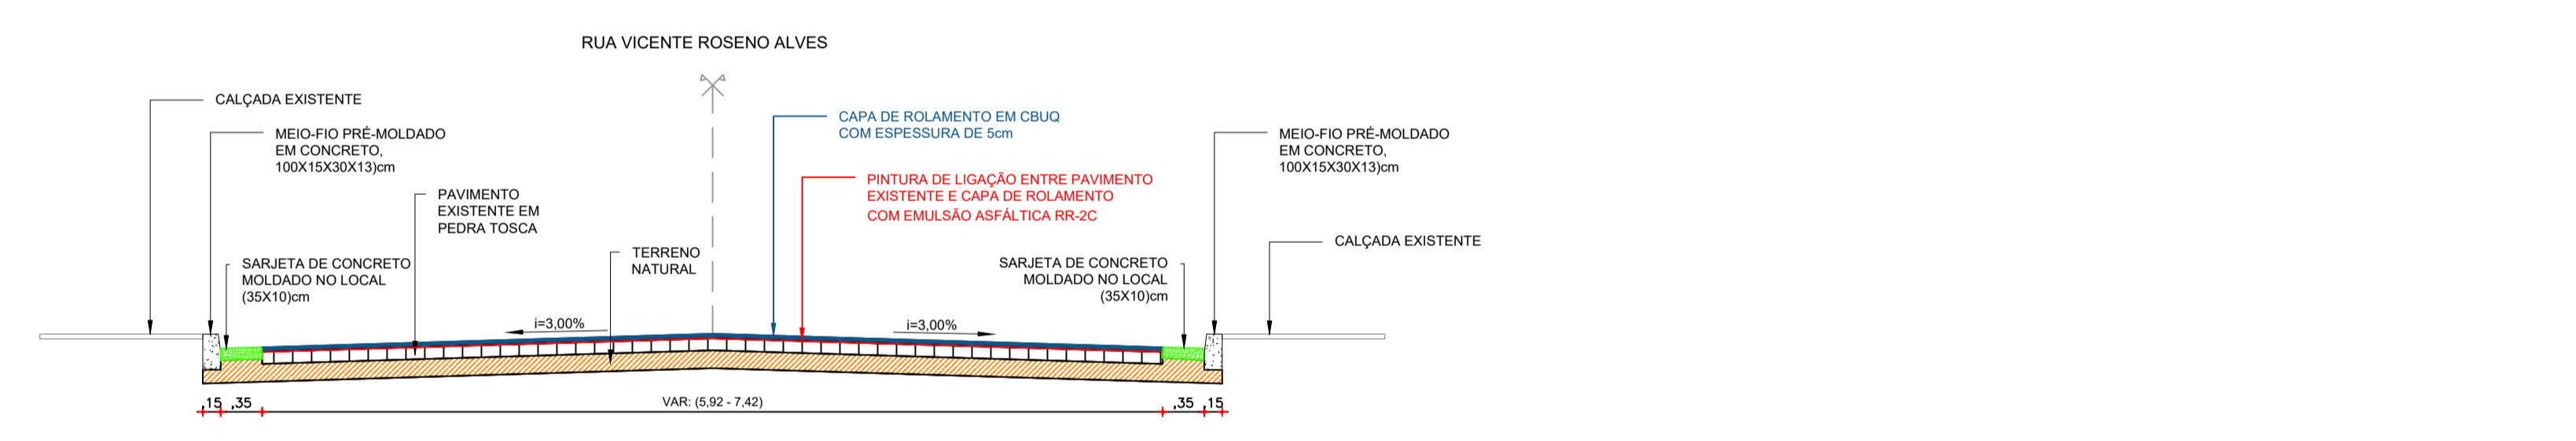 RUA VICENTE ROSENO ALVES
CALÇADA EXISTENTE
MEIO-FIO PRÉ-MOLDADO
EM CONCRETO,
100X15X30X13)cm
PAVIMENTO
EXISTENTE EM
PEDRA TOSCA
SARJETA DE CONCRETO
MOLDADO NO LOCAL
(35X10)cm
TERRENO
NATURAL
CAPA DE ROLAMENTO EM CBUQ
COM ESPESSURA DE 5cm
PINTURA DE LIGAÇÃO ENTRE PAVIMENTO
EXISTENTE E CAPA DE ROLAMENTO
COM EMULSÃO ASFÁLTICA RR-2C
SARJETA DE CONCRETO
MOLDADO NO LOCAL
(35X10)cm
MEIO-FIO PRÉ-MOLDADO
EM CONCRETO,
100X15X30X13)cm
CALÇADA EXISTENTE
i=3,00%
i=3,00%
,15 ,35
VAR: (5,92 - 7,42)
,35 ,15